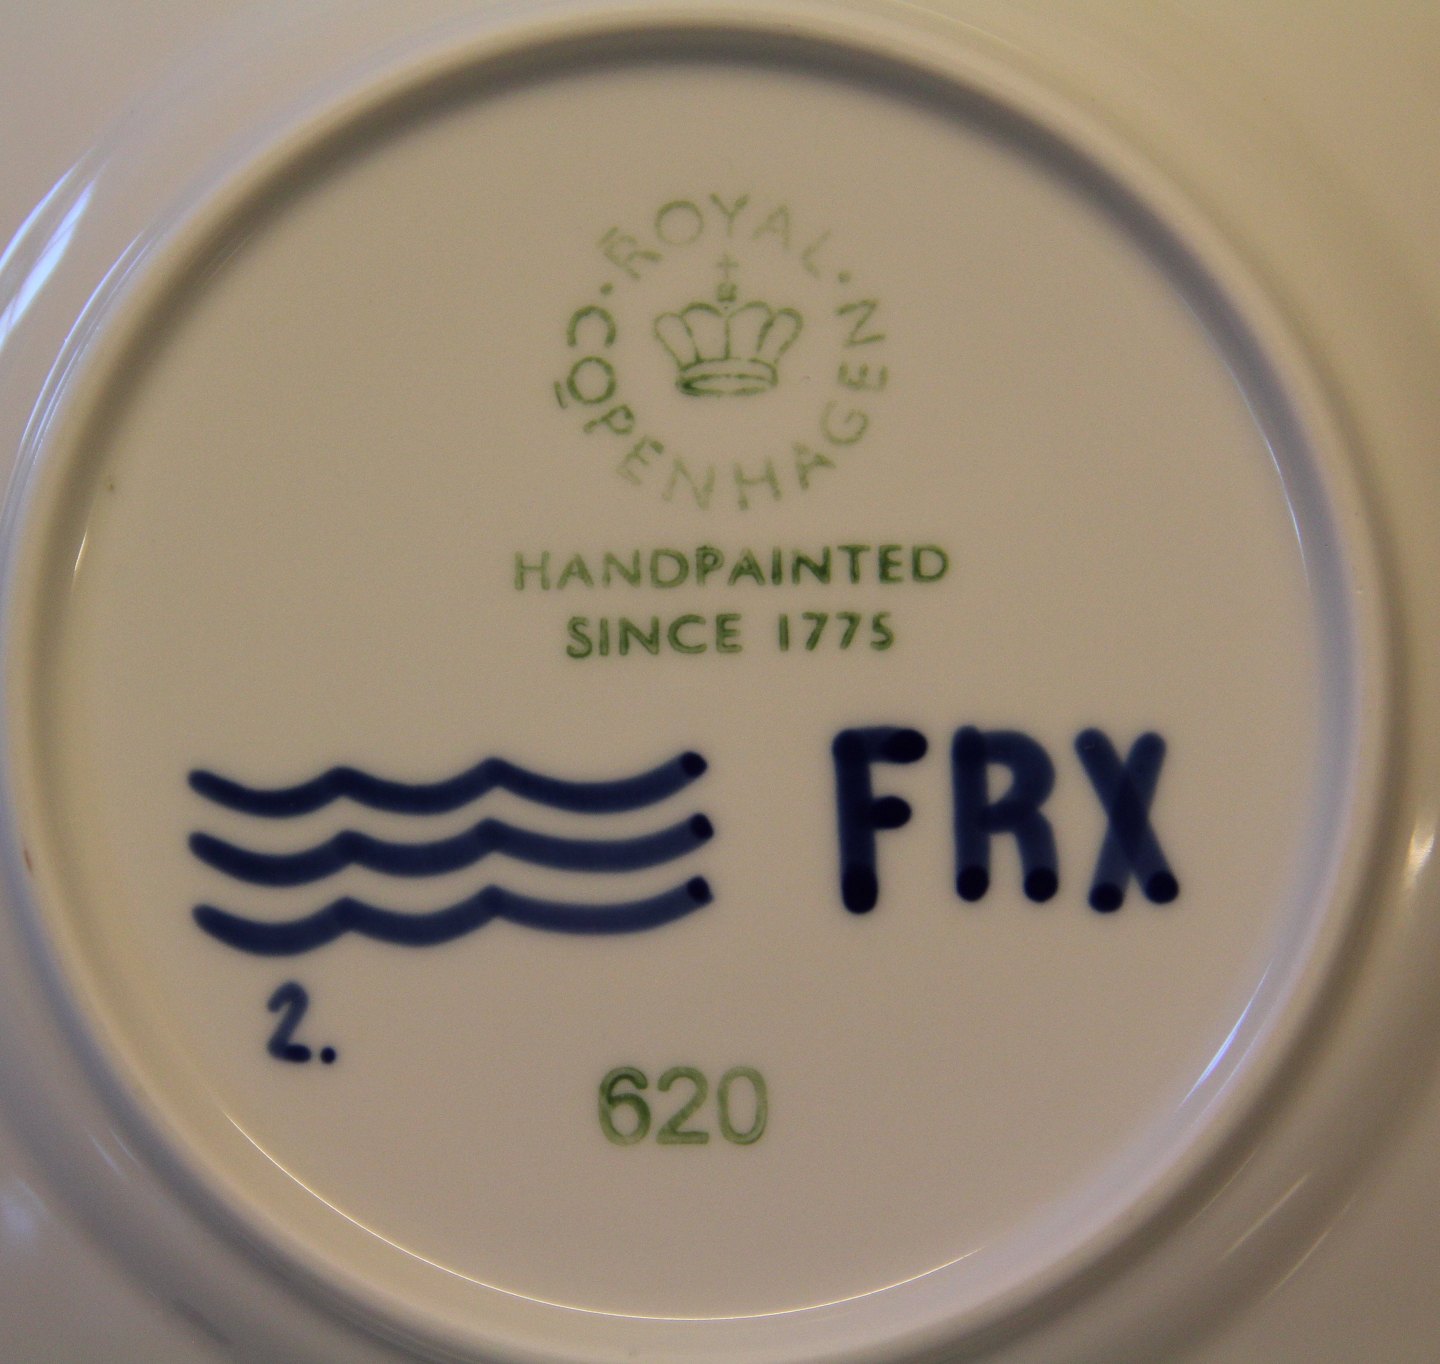 ROYAL
COPENHAGEN
HANDPAINTED
SINCE 1775
FRX
2.
620